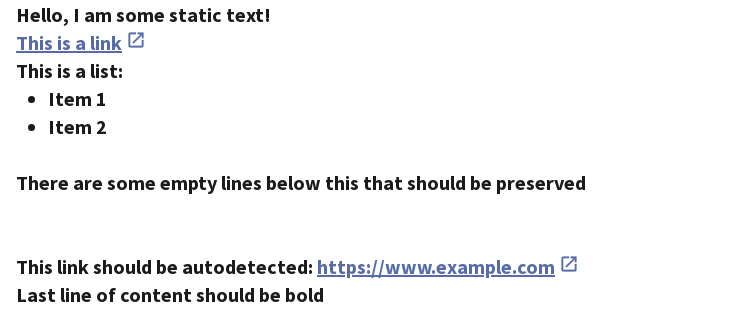 Hello, I am some static text!
This is a link
This is a list:
• Item 1
• Item 2
There are some empty lines below this that should be preserved
This link should be autodetected: https://www.example.com
Last line of content should be bold